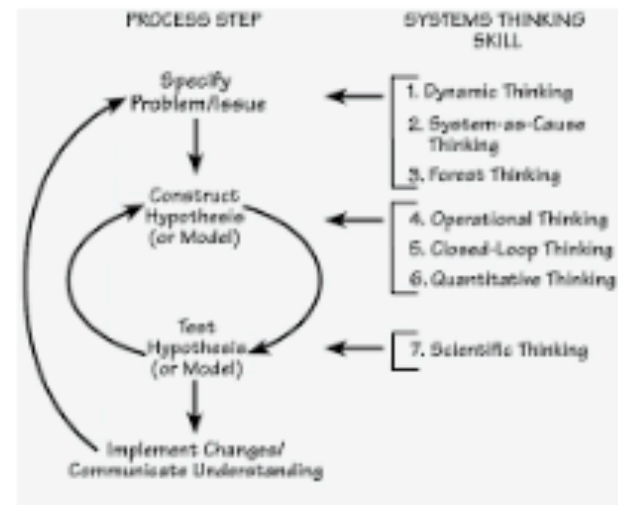 PROCESS STEP
SYSTEMS THINKING
SKILL
Specify
Problem/Issue
1. Dynamic Thinking
2. System-as-Cause
Thinking
3. Forest Thinking
Construct
Hypothesis
(or Model)
4. Operational Thinking
5. Closed-Loop Thinking
6. Quantitative Thinking
Test
Hypothesis
(or Model)
7. Scientific Thinking
Implement Changes/
Communicate Understanding